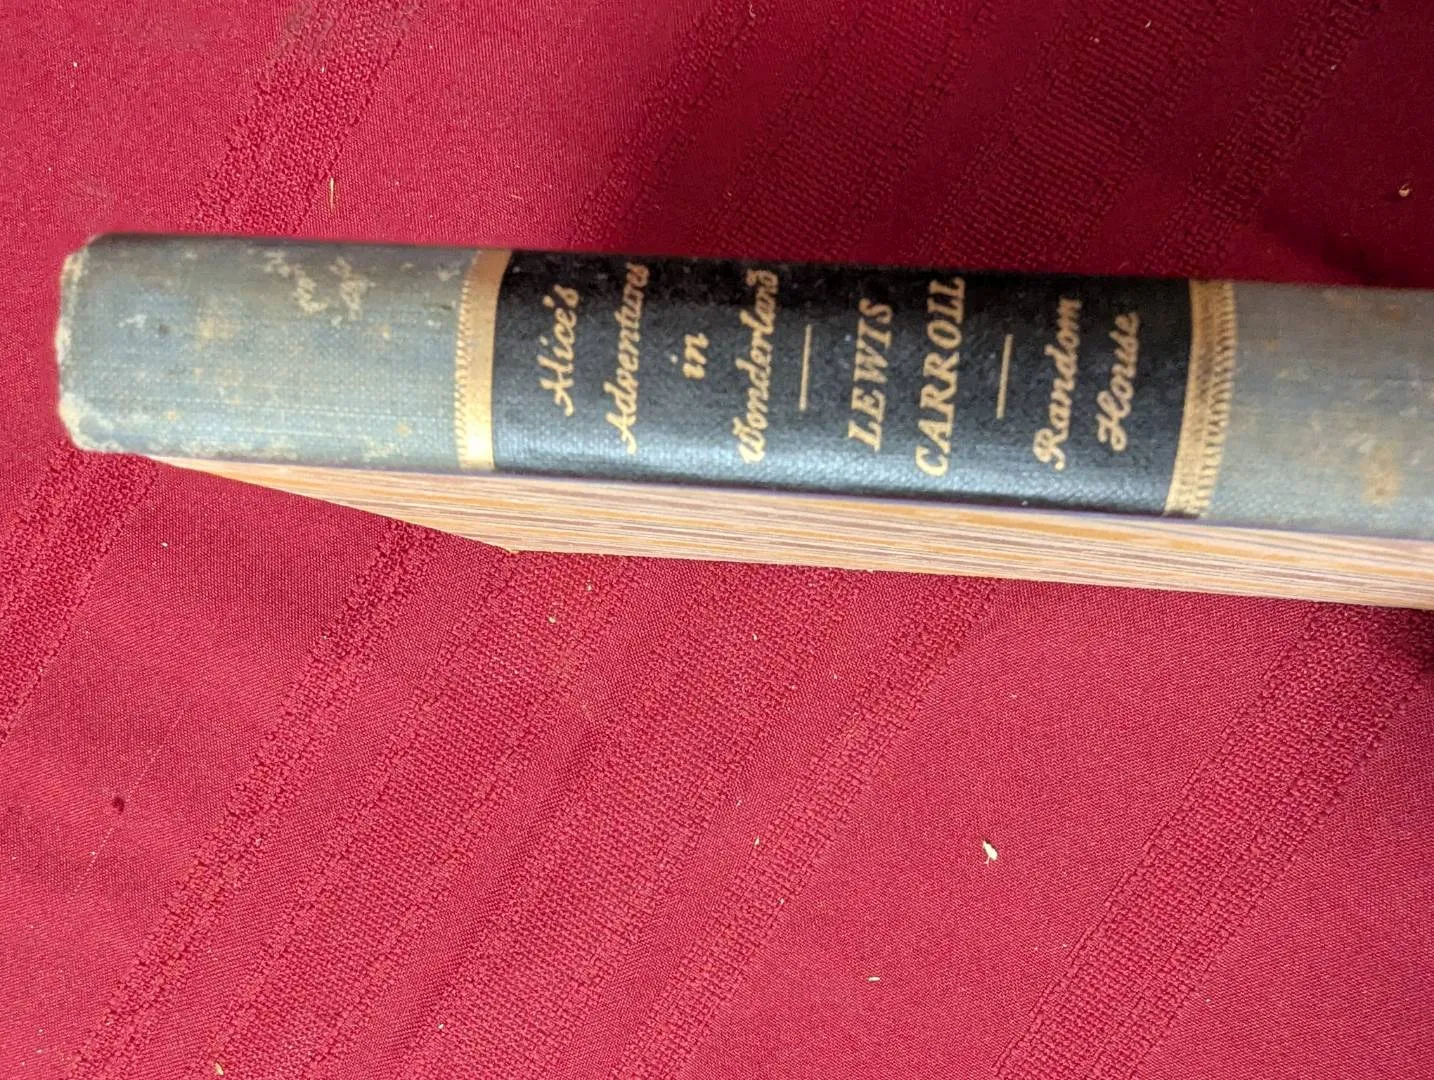 Alice's
Adventures
in
Wonderland
LEWIS
CARROLL
Random
House